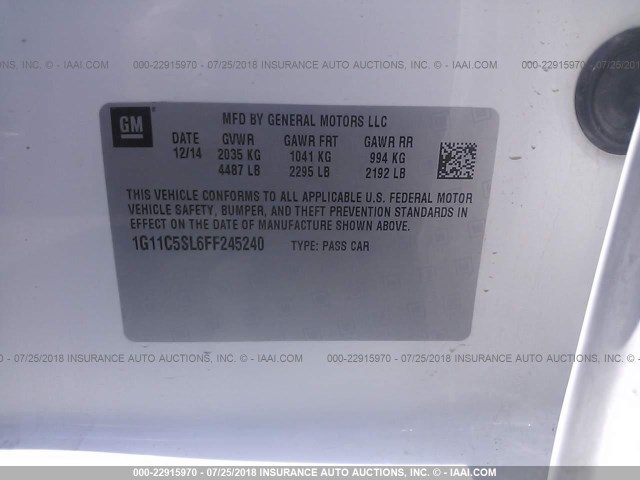 000-22915970 - 07/25/2018 INSURANCE AUTO AUCTIONS, INC. © - IAAI.COM
GM
MFD BY GENERAL MOTORS LLC
DATE GVWR GAWR FRT GAWR RR
12/14 2035 KG 1041 KG 994 KG
4487 LB 2295 LB 2192 LB
THIS VEHICLE CONFORMS TO ALL APPLICABLE U.S. FEDERAL MOTOR
VEHICLE SAFETY, BUMPER, AND THEFT PREVENTION STANDARDS IN
EFFECT ON THE DATE OF MANUFACTURE SHOWN ABOVE.
1G11C5SL6FF245240 TYPE: PASS CAR
000-22915970 - 07/25/2018 INSURANCE AUTO AUCTIONS, INC. © - IAAI.COM
000-22915970 - 07/25/2018 INSURANCE AUTO AUCTIONS, INC. © - IAAI.COM
000-22915970 - 07/25/2018 INSURANCE AUTO AUCTIONS, INC. © - IAAI.COM